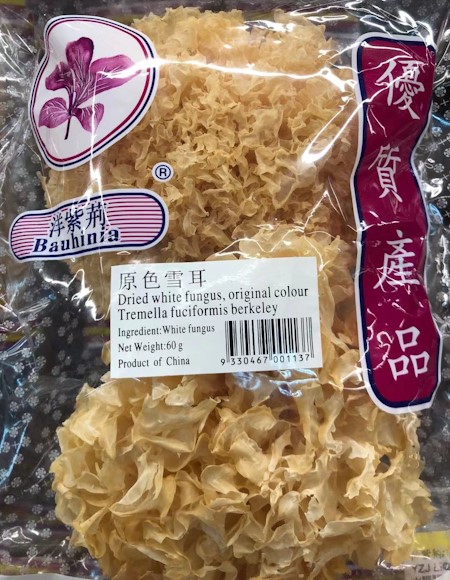 優質產品
®
洋紫荊
Bauhinia
原色雪耳
Dried white fungus, original colour
Tremella fuciformis berkeley
Ingredient:White fungus
Net Weight:60 g
Product of China
9 330467 001137